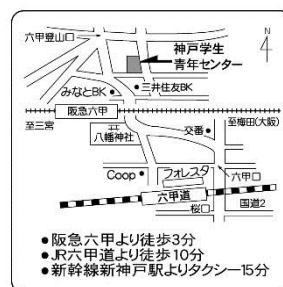 六甲登山口
神戸学生
青年センター
N
4
三井住友BK
みなとBK
阪急六甲
至三宮
八幡神社
交番
至梅田(大阪)
Coop
フォレスタ
六甲口
六甲道
桜口
国道2
●阪急六甲より徒歩3分
●JR六甲道より徒歩10分
●新幹線新神戸駅よりタクシー15分